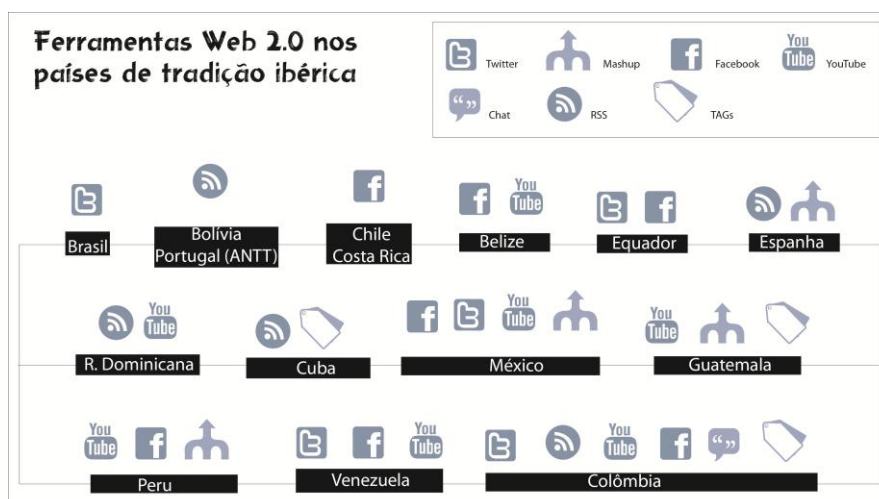 Ferramentas Web 2.0 nos
países de tradição ibérica
Twitter
Mashup
Facebook
You
Tube
YouTube
Chat
RSS
TAGs
Brasil
Bolívia
Portugal (ANTT)
Chile
Costa Rica
You
Tube
Belize
Equador
Espanha
You
Tube
R. Dominicana
Cuba
You
Tube
México
You
Tube
Guatemala
You
Tube
Peru
You
Tube
Venezuela
You
Tube
Colômbia